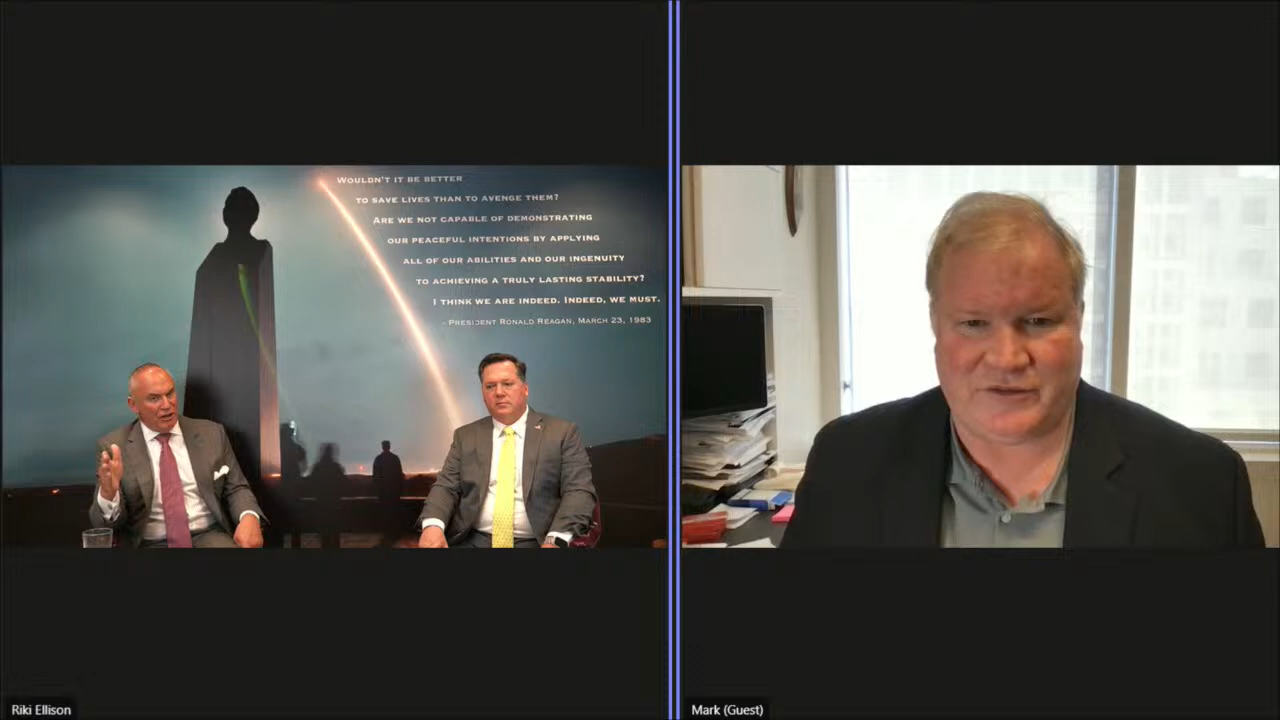 WOULDN'T IT BE BETTER
TO SAVE LIVES THAN TO AVENGE THEM?
ARE WE NOT CAPABLE OF DEMONSTRATING
OUR PEACEFUL INTENTIONS BY APPLYING
ALL OF OUR ABILITIES AND OUR INGENUITY
TO ACHIEVING A TRULY LASTING STABILITY?
I THINK WE ARE INDEED. INDEED, WE MUST.
- PRESIDENT RONALD REAGAN, MARCH 23, 1983
Riki Ellison
Mark (Guest)